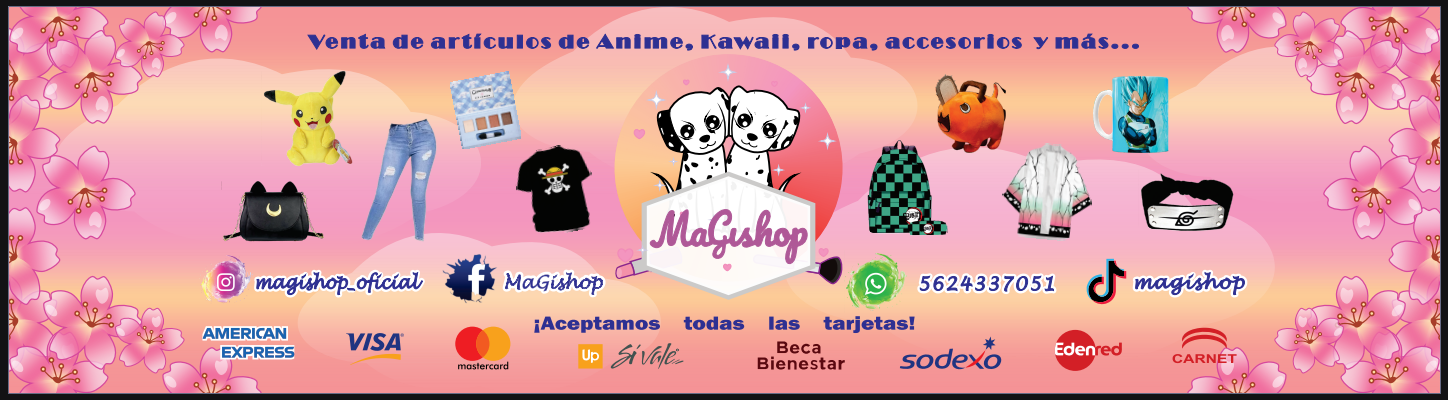 Venta de artículos de Anime, Kawaii, ropa, accesorios y más...
MaGishop
magishop_oficial
MaGishop
5624337051
magishop
¡Aceptamos todas las tarjetas!
AMERICAN
EXPRESS
VISA
mastercard
Up
Sí Vale
Beca
Bienestar
sodexo
Edenred
CARNET